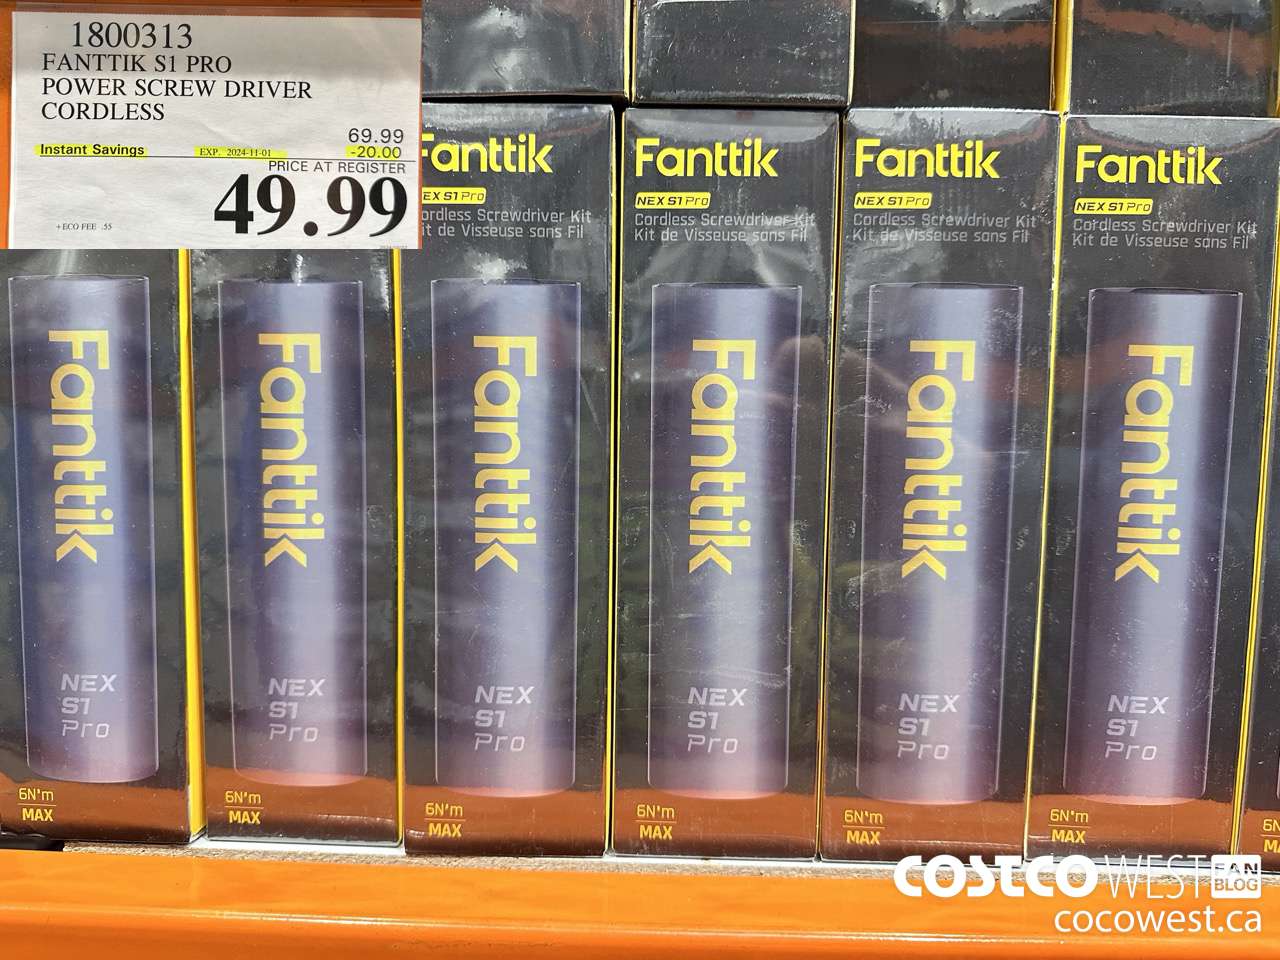 1800313
FANTTIK S1 PRO
POWER SCREW DRIVER
CORDLESS
69.99
Instant Savings EXP. 2024-11-01 -20.00
PRICE AT REGISTER
49.99
+ECO FEE .55
Fanttik
EX S1 Pro
ordless Screwdriver Kit
it de Visseuse sans Fil
Fanttik
NEX S1 Pro
Cordless Screwdriver Kit
Kit de Visseuse sans Fil
Fanttik
NEX S1 Pro
Cordless Screwdriver Kit
Kit de Visseuse sans Fil
Fanttik
NEX S1 Pro
Cordless Screwdriver Kit
Kit de Visseuse sans Fil
Fanttik
NEX
S1
Pro
6N'm
MAX
Fanttik
NEX
S1
Pro
6N'm
MAX
Fanttik
NEX
S1
Pro
6N'm
MAX
Fanttik
NEX
S1
Pro
6N'm
MAX
Fanttik
NEX
S1
Pro
6N'm
MAX
Fanttik
NEX
S1
Pro
6N'm
MAX
6N
MA
COSTCO WEST FAN BLOG
cocowest.ca